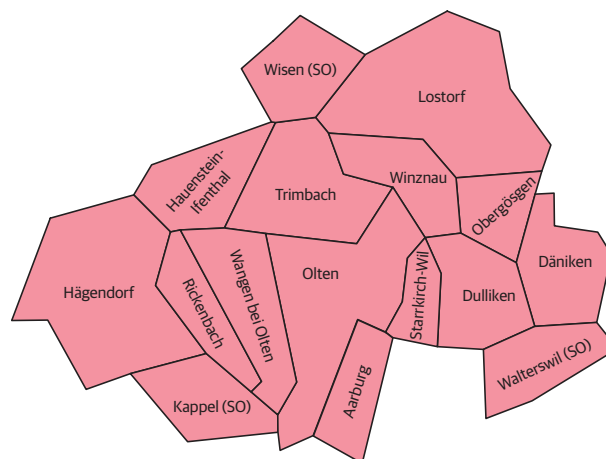 Wisen (SO)
Lostorf
Hauenstein-
Ifenthal
Trimbach
Winznau
Obergösgen
Hägendorf
Rickenbach
Wangen bei Olten
Olten
Starrkirch-Wil
Dulliken
Däniken
Walterswil (SO)
Aarburg
Kappel (SO)